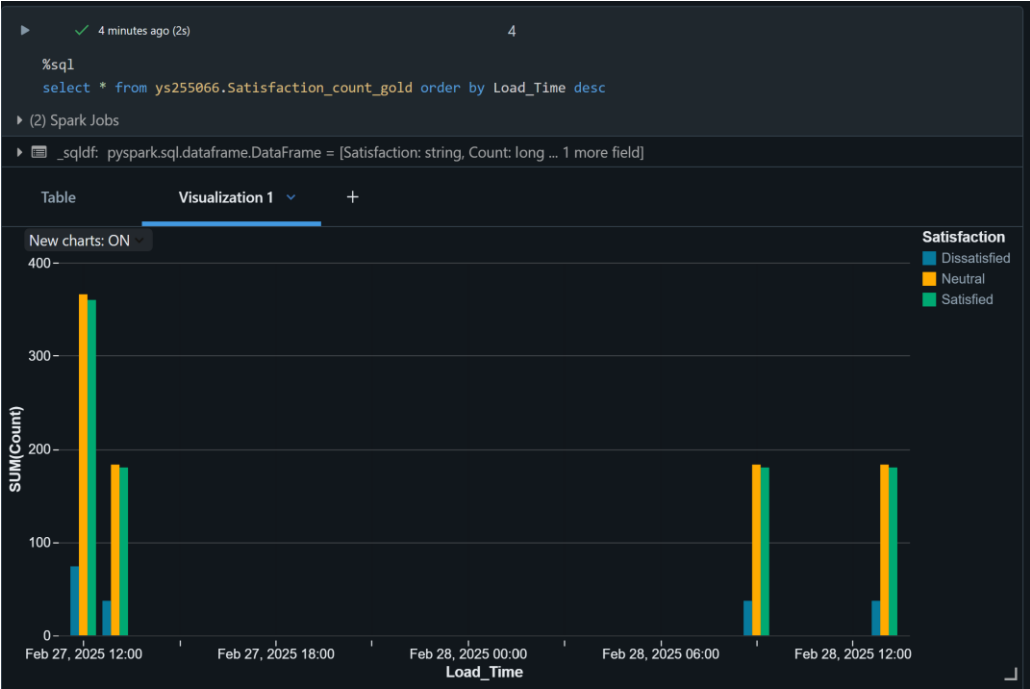 4 minutes ago (2s)
4
%sql
select * from ys255066.Satisfaction_count_gold order by Load_Time desc
(2) Spark Jobs
_sqldf: pyspark.sql.dataframe.DataFrame = [Satisfaction: string, Count: long ... 1 more field]
Table
Visualization 1
+
New charts: ON
Satisfaction
Dissatisfied
Neutral
Satisfied
400
300
200
100
0
SUM(Count)
Feb 27, 2025 12:00
Feb 27, 2025 18:00
Feb 28, 2025 00:00
Feb 28, 2025 06:00
Feb 28, 2025 12:00
Load_Time